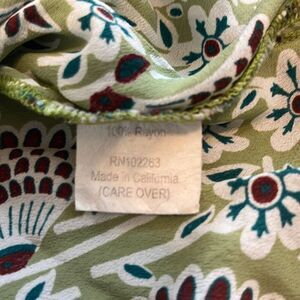 100% Rayon
RN102283
Made in California
(CARE OVER)